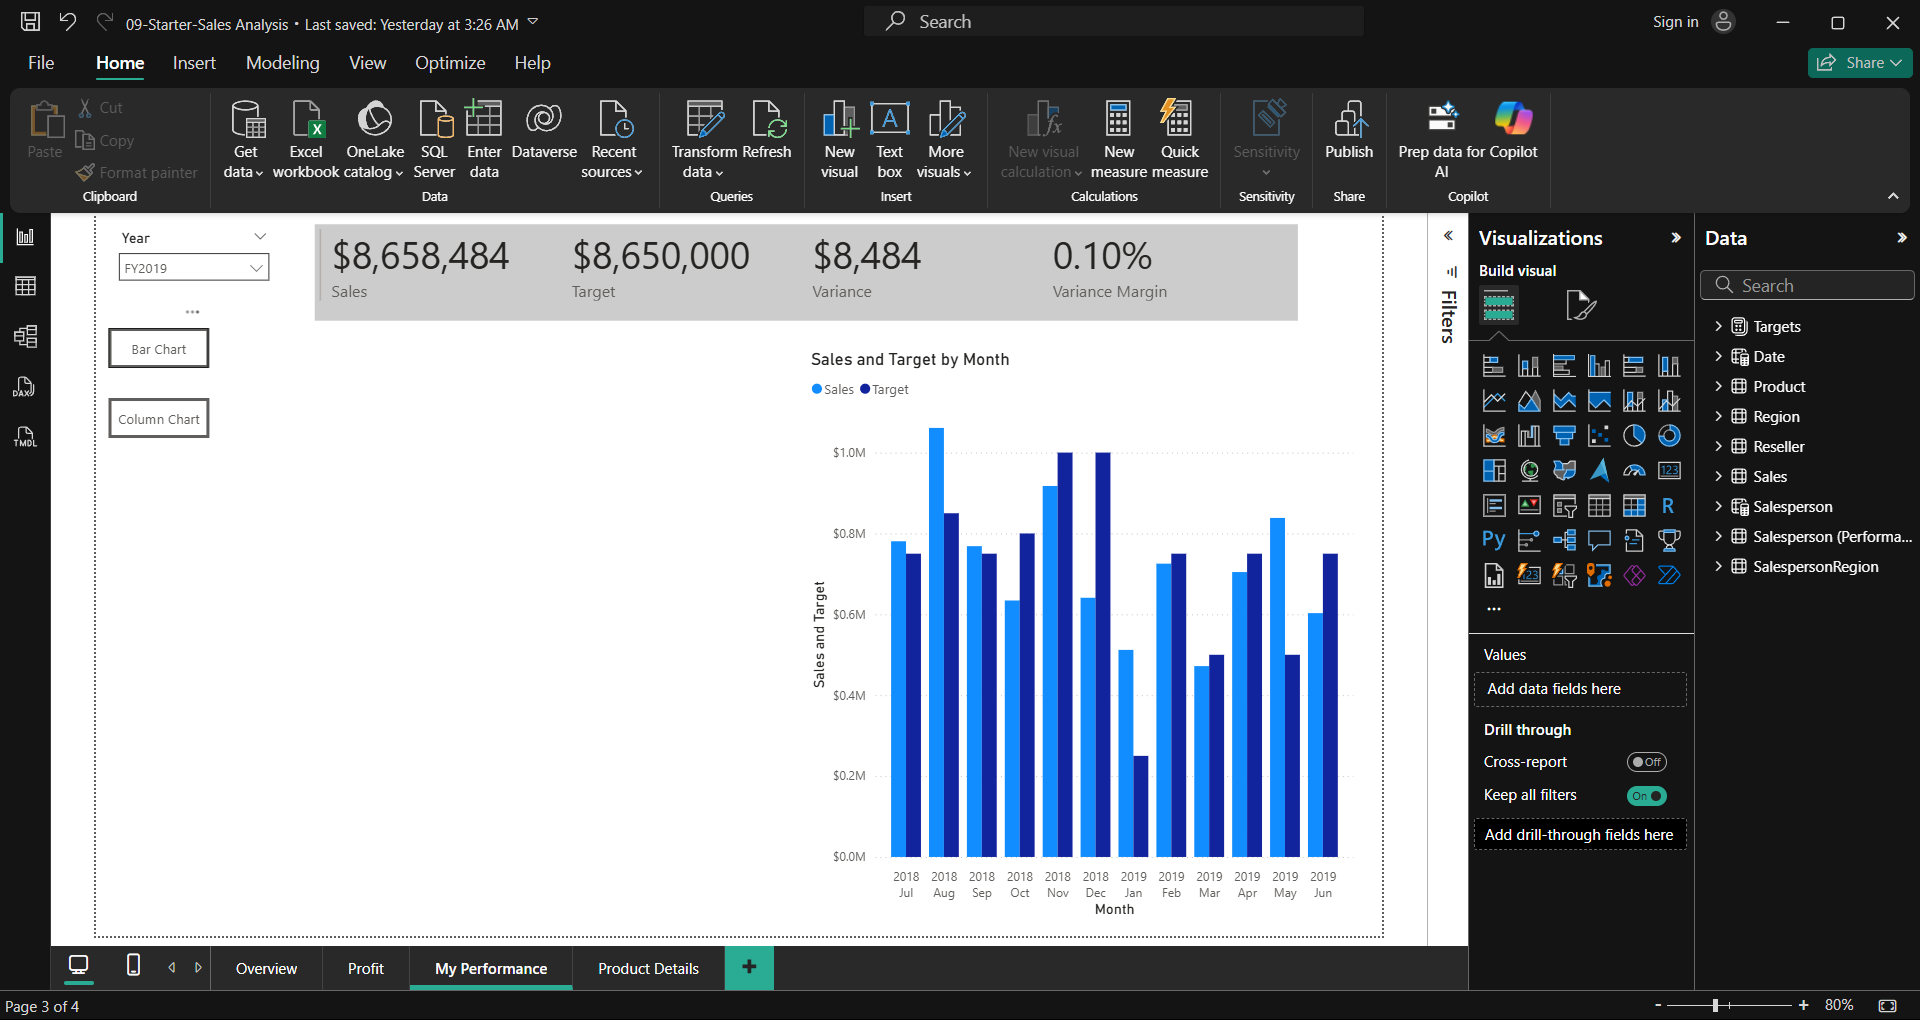 09-Starter-Sales Analysis • Last saved: Yesterday at 3:26 AM
Search
Sign in
File
Home
Insert
Modeling
View
Optimize
Help
Share
Paste
Cut
Copy
Format painter
Clipboard
Get data
Excel workbook
OneLake catalog
SQL Server
Enter data
Dataverse
Recent sources
Data
Transform data
Refresh
Queries
New visual
A
Text box
More visuals
Insert
fx
New visual calculation
New measure
Quick measure
Calculations
Sensitivity
Sensitivity
Publish
Share
Prep data for AI
Copilot
Copilot
DAX
TMDL
Year
FY2019
...
Bar Chart
Column Chart
$8,658,484
Sales
$8,650,000
Target
$8,484
Variance
0.10%
Variance Margin
Sales and Target by Month
Sales
Target
Sales and Target
$1.0M
$0.8M
$0.6M
$0.4M
$0.2M
$0.0M
2018 Jul
2018 Aug
2018 Sep
2018 Oct
2018 Nov
2018 Dec
2019 Jan
2019 Feb
2019 Mar
2019 Apr
2019 May
2019 Jun
Month
Filters
Visualizations
Build visual
123
R
Py
123
...
Values
Add data fields here
Drill through
Cross-report
Off
Keep all filters
On
Add drill-through fields here
Data
Search
Targets
Date
Product
Region
Reseller
Sales
Salesperson
Salesperson (Performa...
SalespersonRegion
Overview
Profit
My Performance
Product Details
+
Page 3 of 4
- + 80%